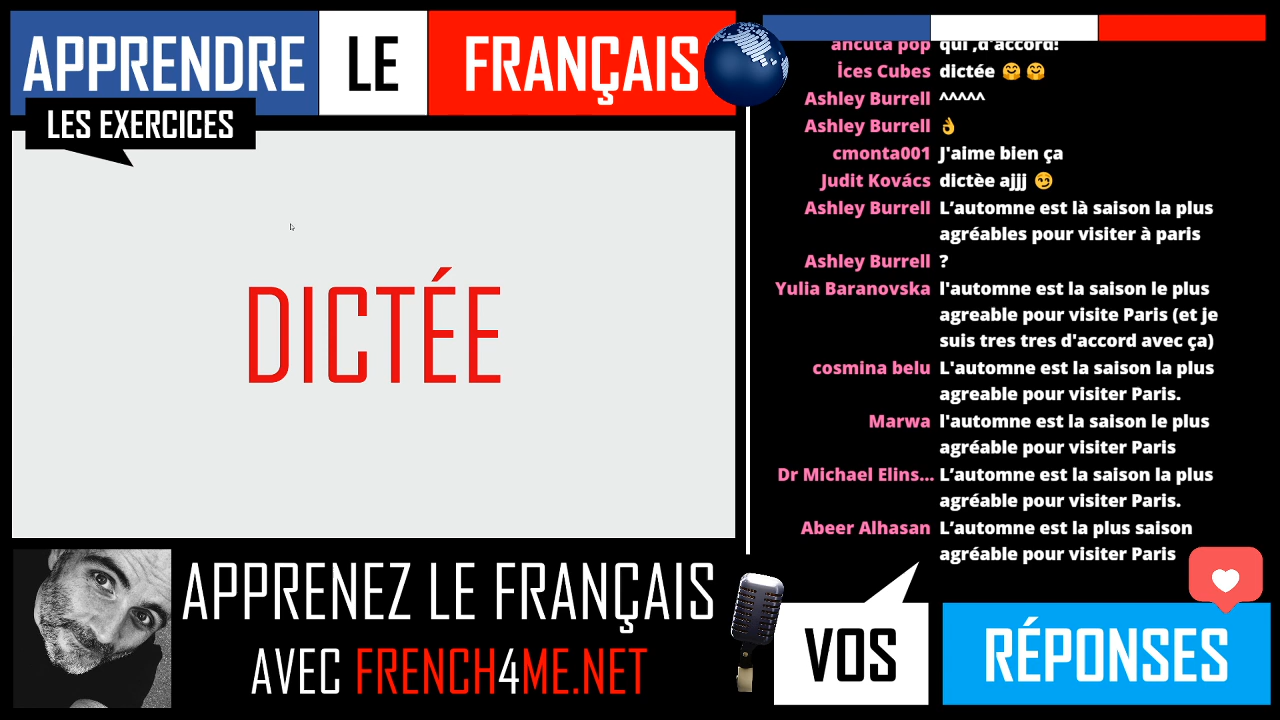 APPRENDRE LE FRANÇAIS
LES EXERCICES
DICTÉE
APPRENEZ LE FRANÇAIS
AVEC FRENCH4ME.NET
ancuta pop qui ,d'accord!
İces Cubes dictée 🤗 🤗
Ashley Burrell ^^^^^
Ashley Burrell 👌
cmonta001 J'aime bien ça
Judit Kovács dictèe ajjj 😏
Ashley Burrell L’automne est là saison la plus
agréables pour visiter à paris
Ashley Burrell ?
Yulia Baranovska l'automne est la saison le plus
agreable pour visite Paris (et je
suis tres tres d'accord avec ça)
cosmina belu L'automne est la saison la plus
agreable pour visiter Paris.
Marwa l'automne est la saison le plus
agréable pour visiter Paris
Dr Michael Elins... L’automne est la saison la plus
agréable pour visiter Paris.
Abeer Alhasan L’automne est la plus saison
agréable pour visiter Paris
VOS RÉPONSES